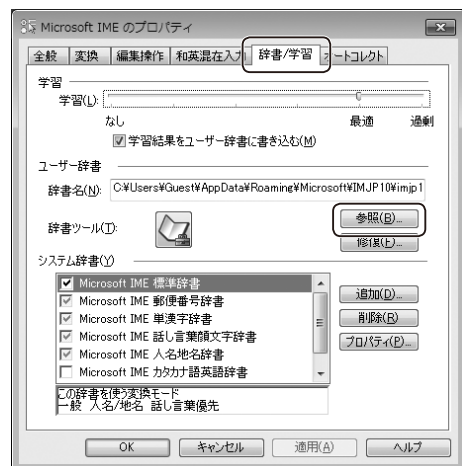 Microsoft IME のプロパティ
全般 変換 編集操作 和英混在入力 辞書/学習 オートコレクト
学習
学習(L):
なし 最適 過剰
学習結果をユーザー辞書に書き込む(M)
ユーザー辞書
辞書名(N): C:¥Users¥Guest¥AppData¥Roaming¥Microsoft¥IMJP10¥imjp1
参照(B)...
辞書ツール(T):
修復(E)...
システム辞書(Y)
Microsoft IME 標準辞書
Microsoft IME 郵便番号辞書
Microsoft IME 単漢字辞書
Microsoft IME 話し言葉顔文字辞書
Microsoft IME 人名地名辞書
Microsoft IME カタカナ語英語辞書
追加(D)...
削除(R)
プロパティ(P)...
この辞書を使う変換モード
一般 人名/地名 話し言葉優先
OK キャンセル 適用(A) ヘルプ